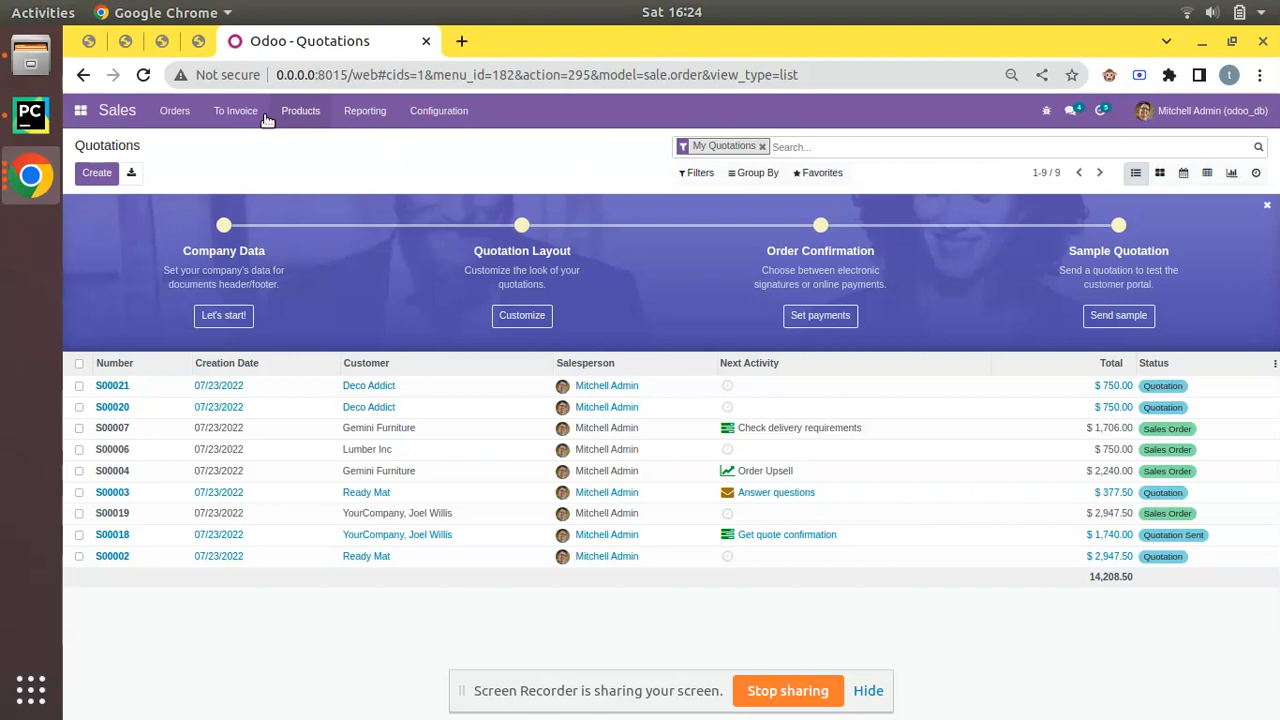 Activities Google Chrome Sat 16:24
Odoo - Quotations
Not secure 0.0.0.0:8015/web#cids=1&menu_id=182&action=295&model=sale.order&view_type=list t
PC
Sales Orders To Invoice Products Reporting Configuration 4 5 Mitchell Admin (odoo_db)
Quotations My Quotations Search...
Create Filters Group By Favorites 1-9 / 9
Company Data Quotation Layout Order Confirmation Sample Quotation
Set your company's data for Customize the look of your Choose between electronic Send a quotation to test the
documents header/footer. quotations. signatures or online payments. customer portal.
Let's start! Customize Set payments Send sample
Number Creation Date Customer Salesperson Next Activity Total Status
S00021 07/23/2022 Deco Addict Mitchell Admin $ 750.00 Quotation
S00020 07/23/2022 Deco Addict Mitchell Admin $ 750.00 Quotation
S00007 07/23/2022 Gemini Furniture Mitchell Admin Check delivery requirements $ 1,706.00 Sales Order
S00006 07/23/2022 Lumber Inc Mitchell Admin $ 750.00 Sales Order
S00004 07/23/2022 Gemini Furniture Mitchell Admin Order Upsell $ 2,240.00 Sales Order
S00003 07/23/2022 Ready Mat Mitchell Admin Answer questions $ 377.50 Quotation
S00019 07/23/2022 YourCompany, Joel Willis Mitchell Admin $ 2,947.50 Sales Order
S00018 07/23/2022 YourCompany, Joel Willis Mitchell Admin Get quote confirmation $ 1,740.00 Quotation Sent
S00002 07/23/2022 Ready Mat Mitchell Admin $ 2,947.50 Quotation
14,208.50
Screen Recorder is sharing your screen. Stop sharing Hide